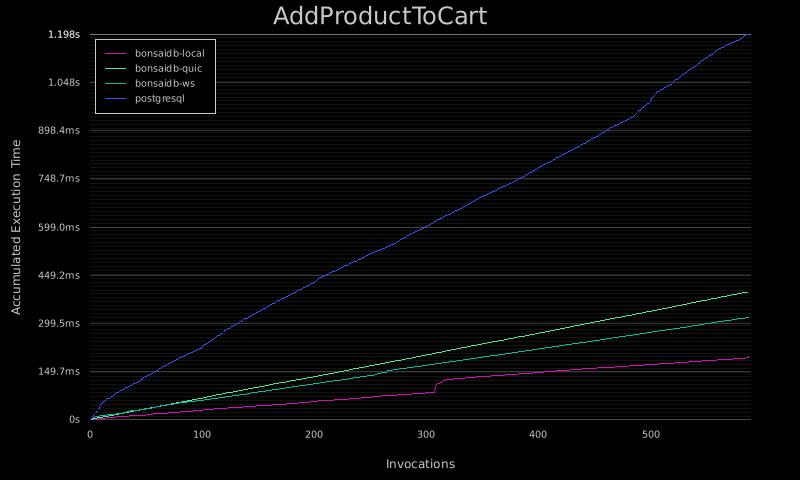 AddProductToCart
1.198s
1.048s
898.4ms
748.7ms
599.0ms
449.2ms
299.5ms
149.7ms
0s
Accumulated Execution Time
bonsaidb-local
bonsaidb-quic
bonsaidb-ws
postgresql
0 100 200 300 400 500
Invocations